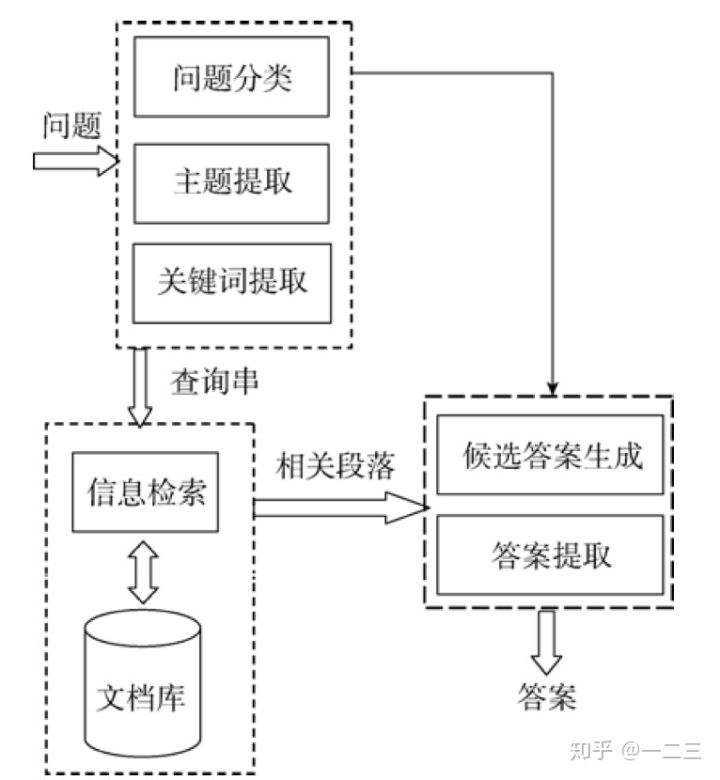 问题分类
问题
主题提取
关键词提取
查询串
候选答案生成
相关段落
信息检索
答案提取
文档库
答案
知乎 @一二三